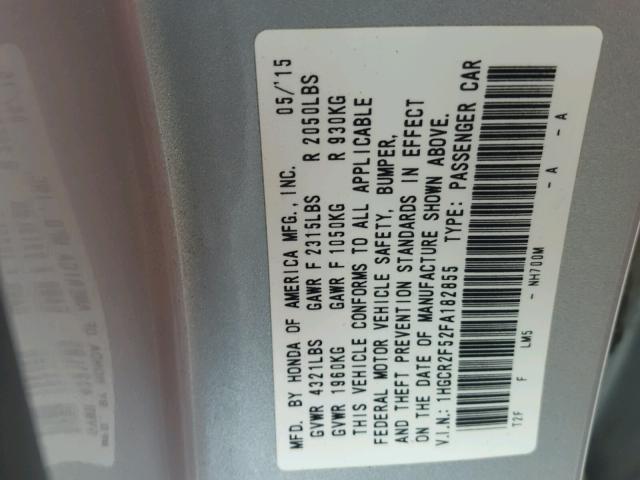 MFD. BY HONDA OF AMERICA MFG., INC. 05/'15
GVWR 4321LBS GAWR F 2315LBS R 2050LBS
GVWR 1960KG GAWR F 1050KG R 930KG
THIS VEHICLE CONFORMS TO ALL APPLICABLE
FEDERAL MOTOR VEHICLE SAFETY, BUMPER,
AND THEFT PREVENTION STANDARDS IN EFFECT
ON THE DATE OF MANUFACTURE SHOWN ABOVE.
V.I.N.: 1HGCR2F52FA182855 TYPE: PASSENGER CAR
T2F F LM5 - NH700M - A - A